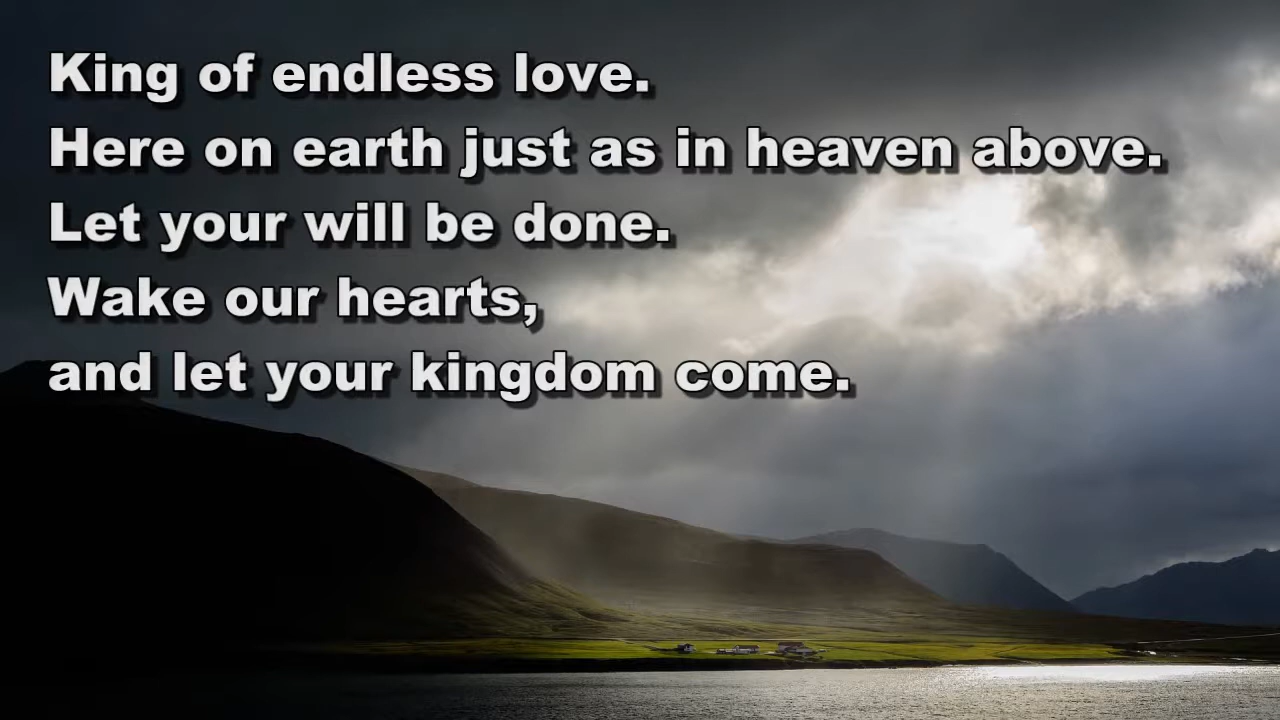 King of endless love.
Here on earth just as in heaven above.
Let your will be done.
Wake our hearts,
and let your kingdom come.